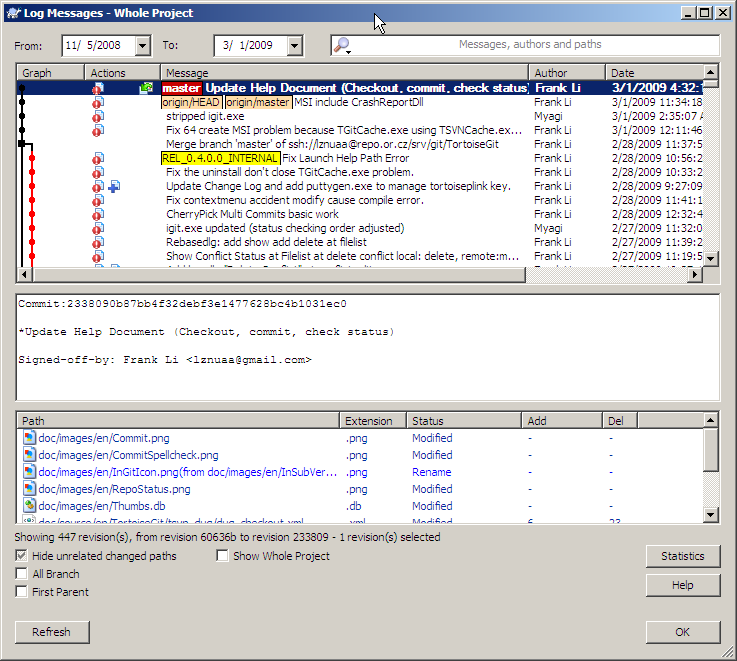 Log Messages - Whole Project
From: 11/ 5/2008 To: 3/ 1/2009 Messages, authors and paths
Graph Actions Message Author Date
master Update Help Document (Checkout, commit, check status) Frank Li 3/1/2009 4:32:
origin/HEAD origin/master MSI include CrashReportDll Frank Li 3/1/2009 11:34:18
stripped igit.exe Myagi 3/1/2009 2:35:07 A
Fix 64 create MSI problem because TGitCache.exe using TSVNCache.ex... Frank Li 3/1/2009 12:11:46
Merge branch 'master' of ssh://lznuaa@repo.or.cz/srv/git/TortoiseGit Frank Li 2/28/2009 11:37:5
REL_0.4.0.0_INTERNAL Fix Launch Help Path Error Frank Li 2/28/2009 10:56:2
Fix the uninstall don't close TGitCache.exe problem. Frank Li 2/28/2009 10:33:2
Update Change Log and add puttygen.exe to manage tortoiseplink key. Frank Li 2/28/2009 9:27:09
Fix contextmenu accident modify cause compile error. Frank Li 2/28/2009 11:41:1
CherryPick Multi Commits basic work Frank Li 2/28/2009 12:32:4
igit.exe updated (status checking order adjusted) Myagi 2/27/2009 11:32:0
Rebasedlg: add show add delete at filelist Frank Li 2/27/2009 11:39:2
Show Conflict Status at Filelist at delete conflict local: delete, remote:m... Frank Li 2/27/2009 11:19:5
Commit:2338090b87bb4f32debf3e1477628bc4b1031ec0
*Update Help Document (Checkout, commit, check status)
Signed-off-by: Frank Li <lznuaa@gmail.com>
Path Extension Status Add Del
doc/images/en/Commit.png .png Modified - -
doc/images/en/CommitSpellcheck.png .png Modified - -
doc/images/en/InGitIcon.png(from doc/images/en/InSubVer... .png Rename - -
doc/images/en/RepoStatus.png .png Modified - -
doc/images/en/Thumbs.db .db Modified - -
doc/source/en/TortoiseGit/tsvn_dug/dug_checkout.xml .xml Modified 6 23
Showing 447 revision(s), from revision 60636b to revision 233809 - 1 revision(s) selected
Hide unrelated changed paths Show Whole Project Statistics
All Branch Help
First Parent
Refresh OK